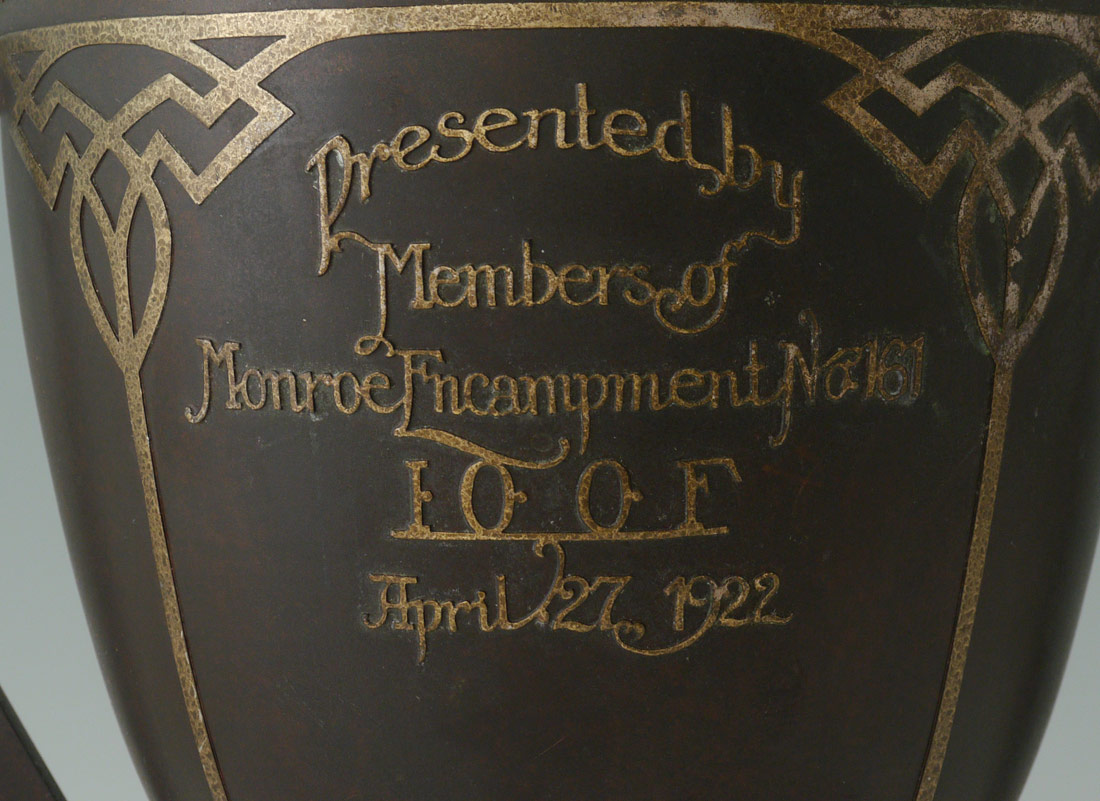 Presented by
Members of
Monroe Encampment No. 161
I O O F
April 27, 1922